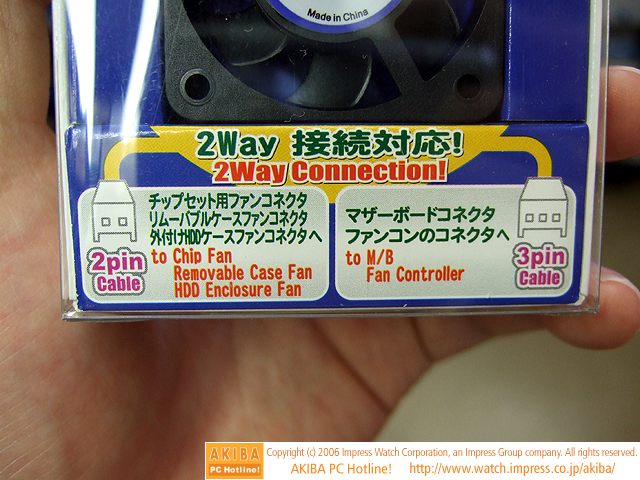 Made in China
2Way 接続対応!
2Way Connection!
チップセット用ファンコネクタ
リムーバブルケースファンコネクタ
外付けHDDケースファンコネクタへ
to Chip Fan
Removable Case Fan
HDD Enclosure Fan
2pin
Cable
マザーボードコネクタ
ファンコンのコネクタへ
to M/B
Fan Controller
3pin
Cable
AKIBA
PC Hotline!
Copyright (c) 2006 Impress Watch Corporation, an Impress Group company. All rights reserved.
AKIBA PC Hotline! http://www.watch.impress.co.jp/akiba/